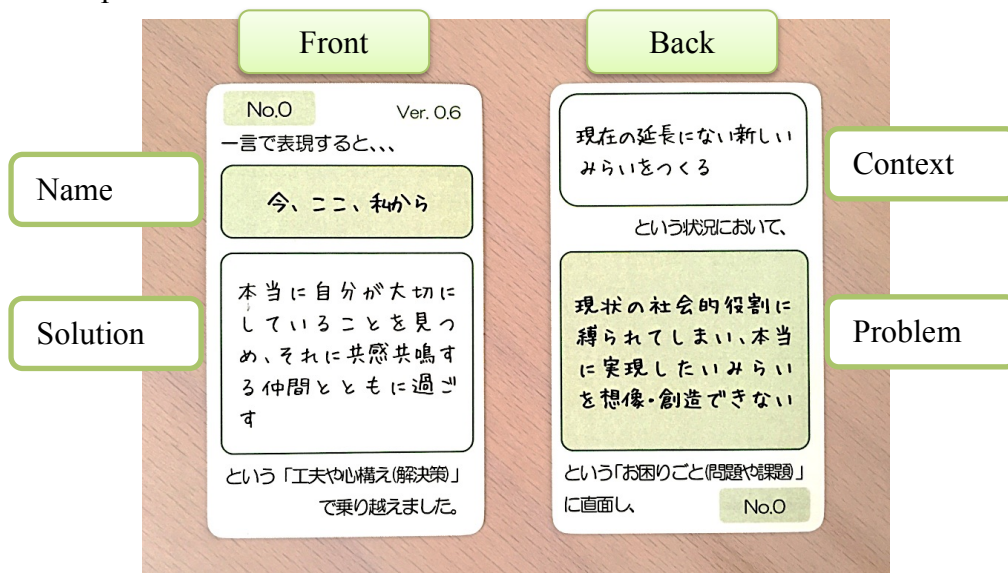 Front
Back
Name
Solution
Context
Problem
No.0
Ver. 0.6
一言で表現すると、、、
今、ここ、私から
本当に自分が大切に
していることを見つ
め、それに共感共鳴す
る仲間とともに過ご
す
という「工夫や心構え(解決策)」
で乗り越えました。
現在の延長にない新しい
みらいをつくる
という状況において、
現状の社会的役割に
縛られてしまい、本当
に実現したいみらい
を想像・創造できない
という「お困りごと(問題や課題)」
に直面し、
No.0